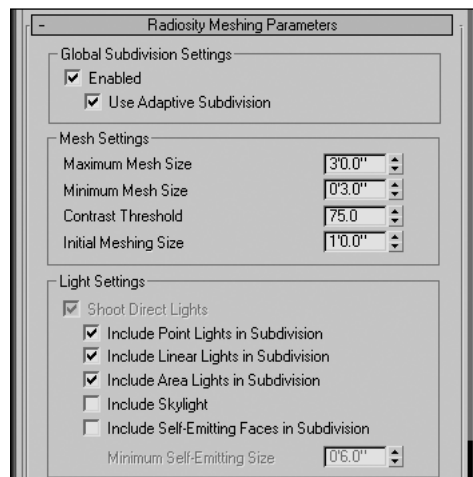 - Radiosity Meshing Parameters
Global Subdivision Settings
Enabled
Use Adaptive Subdivision
Mesh Settings
Maximum Mesh Size 3'0.0"
Minimum Mesh Size 0'3.0"
Contrast Threshold 75.0
Initial Meshing Size 1'0.0"
Light Settings
Shoot Direct Lights
Include Point Lights in Subdivision
Include Linear Lights in Subdivision
Include Area Lights in Subdivision
Include Skylight
Include Self-Emitting Faces in Subdivision
Minimum Self-Emitting Size 0'6.0"